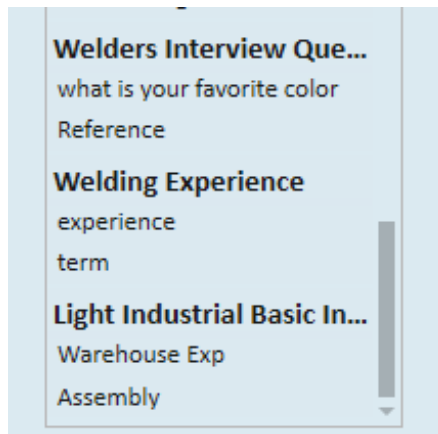 Welders Interview Que...
what is your favorite color
Reference
Welding Experience
experience
term
Light Industrial Basic In...
Warehouse Exp
Assembly